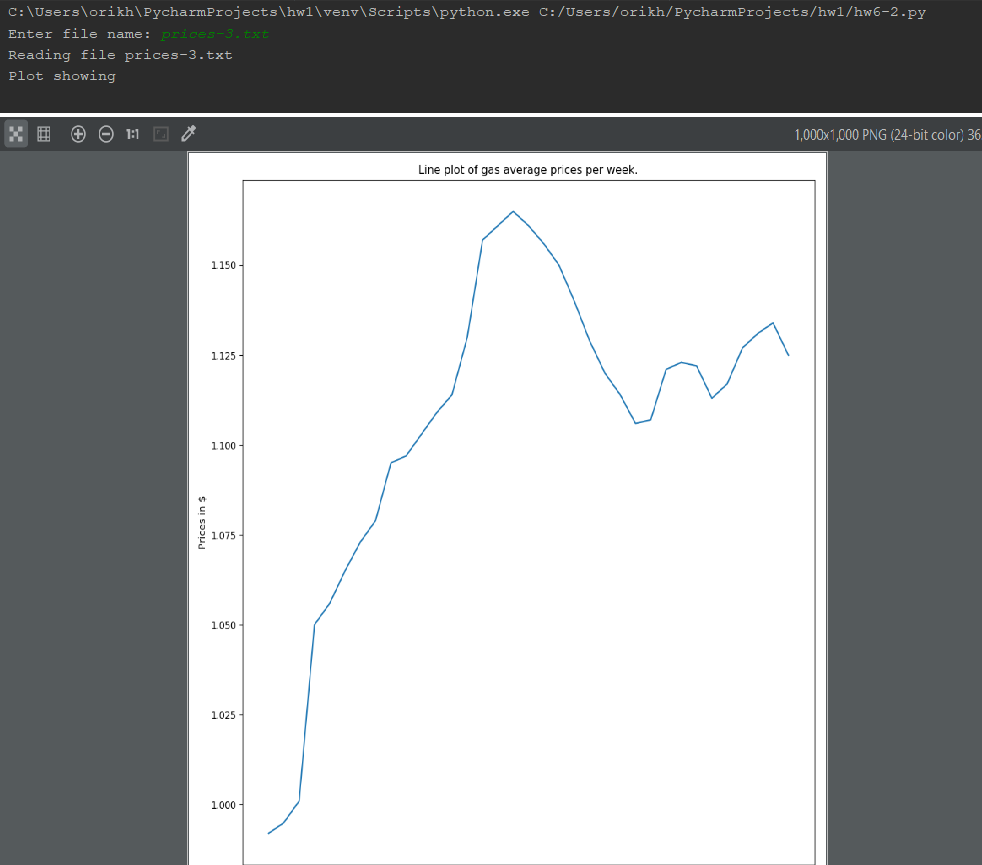 C:\Users\orikh\PycharmProjects\hw1\venv\Scripts\python.exe C:/Users/orikh/PycharmProjects/hw1/hw6-2.py
Enter file name: prices-3.txt
Reading file prices-3.txt
Plot showing
1:1
1,000x1,000 PNG (24-bit color) 36
Line plot of gas average prices per week.
1.150
1.125
1.100
1.075
1.050
1.025
1.000
Prices in $